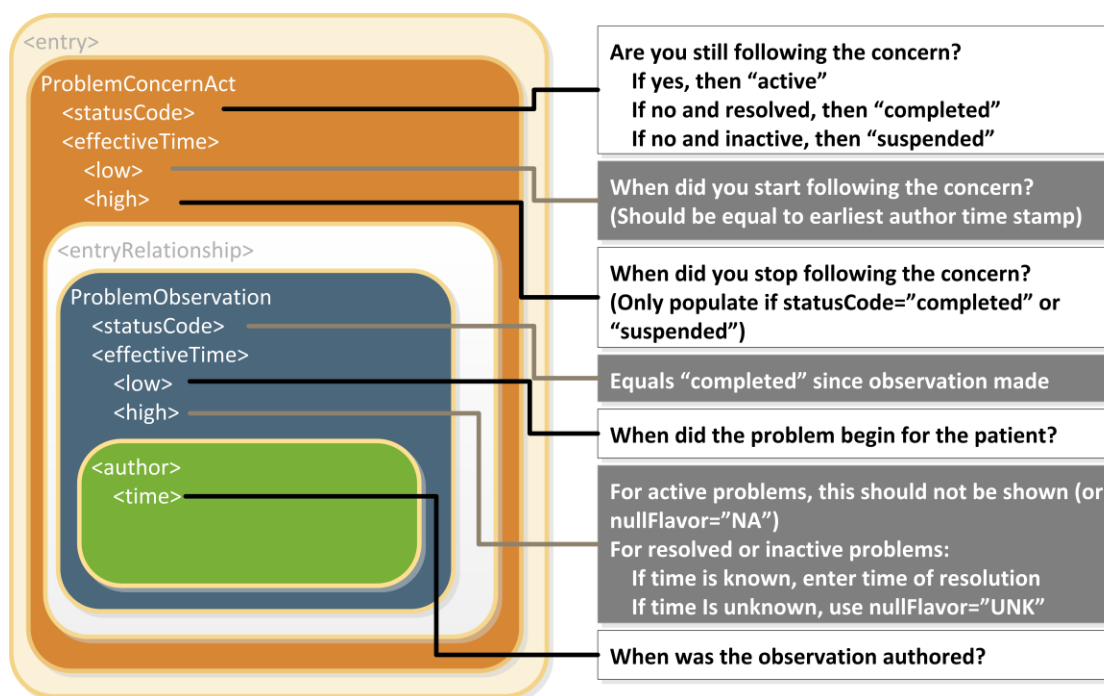 <entry>
ProblemConcernAct
<statusCode>
<effectiveTime>
<low>
<high>
<entryRelationship>
ProblemObservation
<statusCode>
<effectiveTime>
<low>
<high>
<author>
<time>
Are you still following the concern?
If yes, then “active”
If no and resolved, then “completed”
If no and inactive, then “suspended”
When did you start following the concern?
(Should be equal to earliest author time stamp)
When did you stop following the concern?
(Only populate if statusCode=”completed” or
“suspended”)
Equals “completed” since observation made
When did the problem begin for the patient?
For active problems, this should not be shown (or
nullFlavor=”NA”)
For resolved or inactive problems:
If time is known, enter time of resolution
If time Is unknown, use nullFlavor=”UNK”
When was the observation authored?